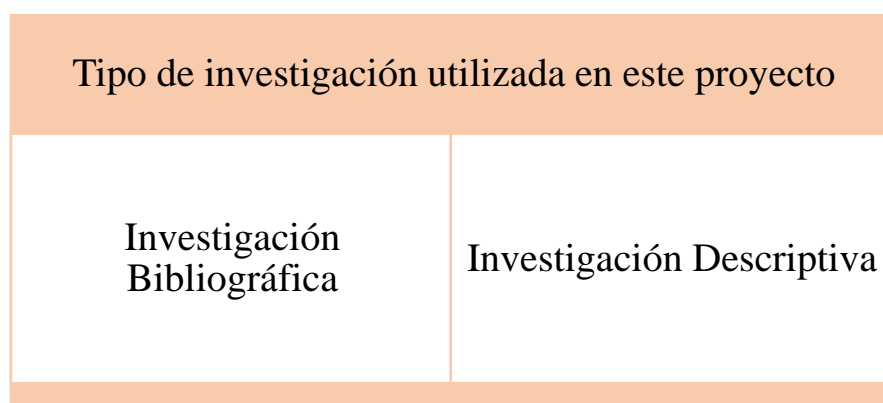 Tipo de investigación utilizada en este proyecto
Investigación
Bibliográfica
Investigación Descriptiva